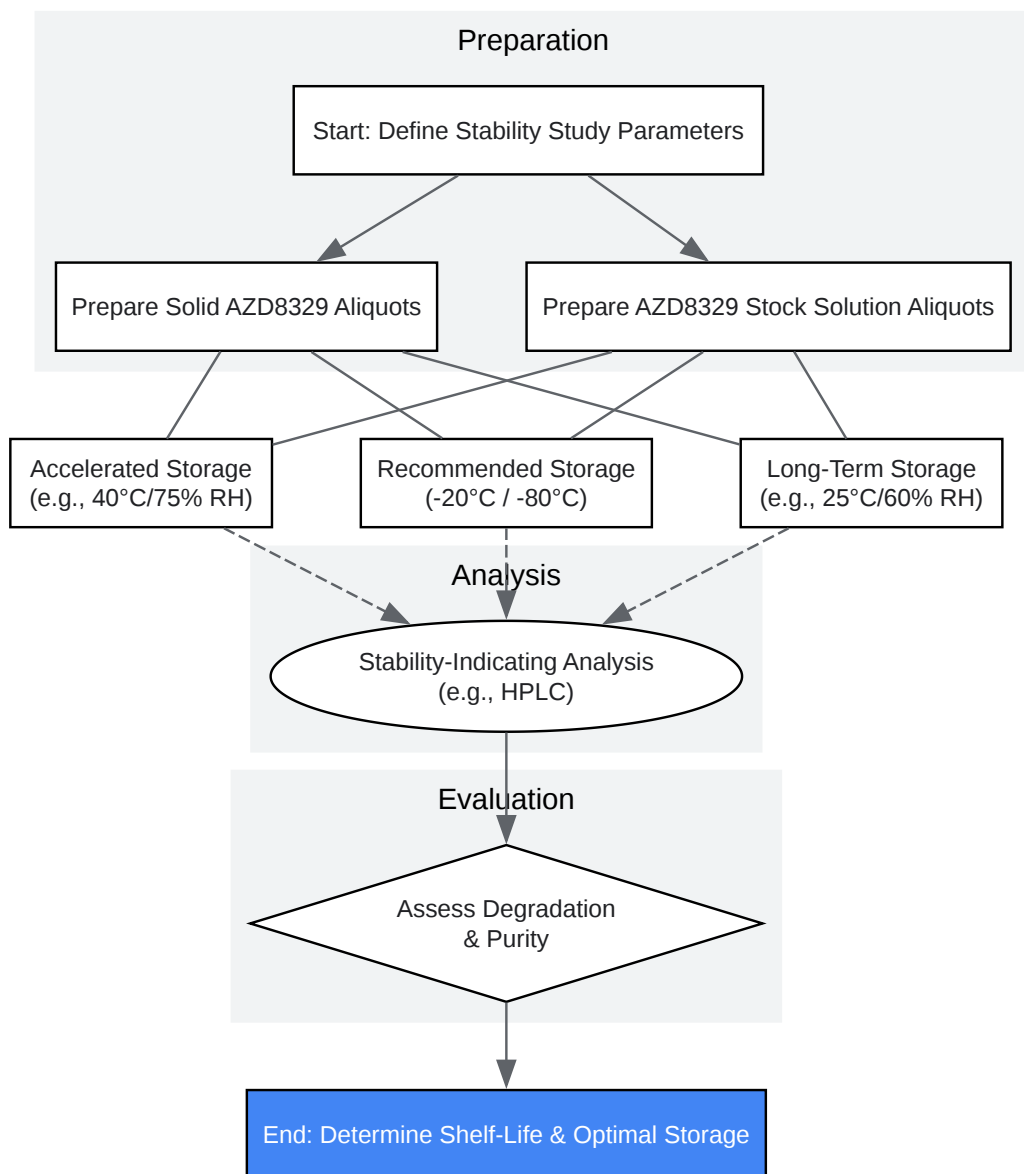 Preparation
Start: Define Stability Study Parameters
Prepare Solid AZD8329 Aliquots
Prepare AZD8329 Stock Solution Aliquots
Accelerated Storage
(e.g., 40°C/75% RH)
Recommended Storage
(-20°C / -80°C)
Long-Term Storage
(e.g., 25°C/60% RH)
Analysis
Stability-Indicating Analysis
(e.g., HPLC)
Evaluation
Assess Degradation
& Purity
End: Determine Shelf-Life & Optimal Storage